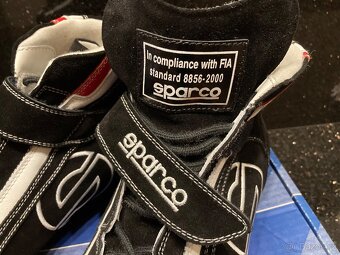 In compliance with FIA
standard 8856-2000
sparco
sparco